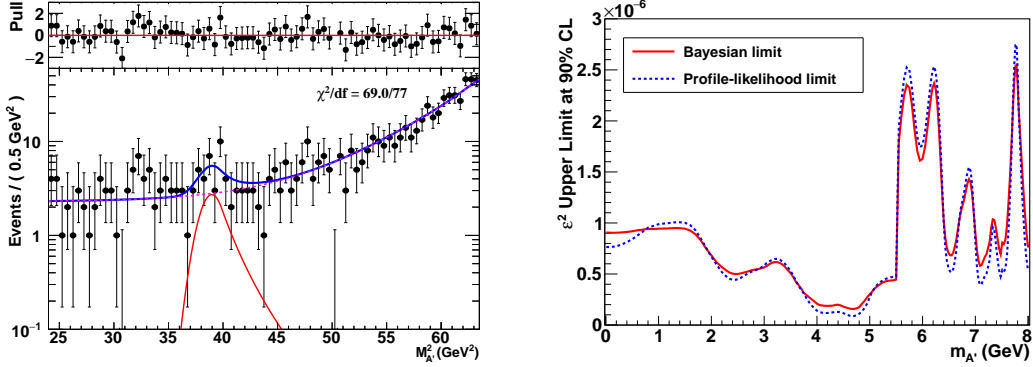 Pull
2
0
−2
Events / ( 0.5 GeV² )
10
1
10⁻¹
χ²/df = 69.0/77
24 30 35 40 45 50 55 60
M²A' (GeV²)
×10⁻⁶
ε² Upper Limit at 90% CL
3
2.5
2
1.5
1
0.5
0
Bayesian limit
Profile-likelihood limit
0 1 2 3 4 5 6 7 8
mA' (GeV)